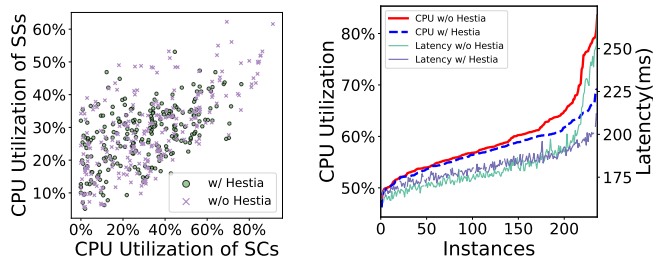 CPU Utilization of SSs
60%
50%
40%
30%
20%
10%
0%
20%
40%
60%
80%
CPU Utilization of SCs
w/ Hestia
w/o Hestia
CPU Utilization
80%
70%
60%
50%
0
50
100
150
200
Instances
CPU w/o Hestia
CPU w/ Hestia
Latency w/o Hestia
Latency w/ Hestia
250
225
200
175
Latentcy(ms)